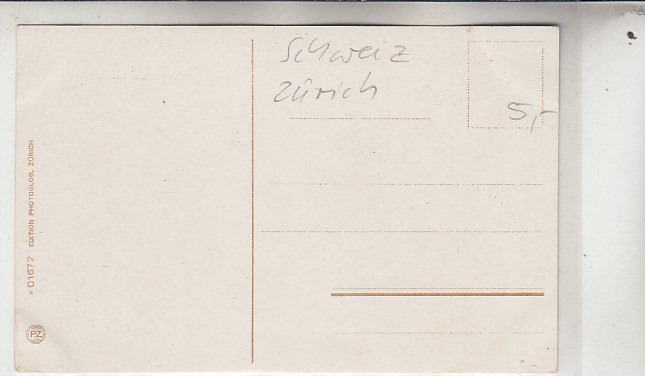 Schweiz
Zürich
5,-
01672 EDITION PHOTOGLOB, ZÜRICH
PZ